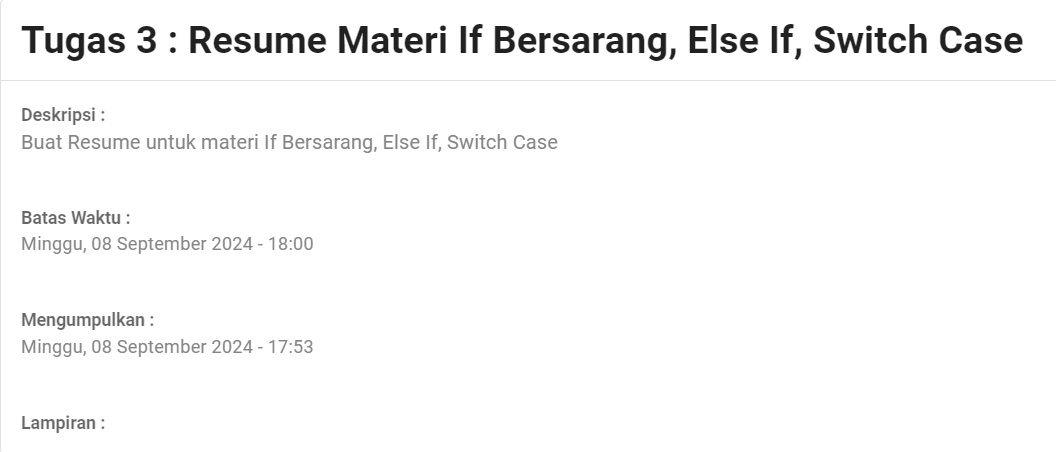 Tugas 3 : Resume Materi If Bersarang, Else If, Switch Case
Deskripsi :
Buat Resume untuk materi If Bersarang, Else If, Switch Case
Batas Waktu :
Minggu, 08 September 2024 - 18:00
Mengumpulkan :
Minggu, 08 September 2024 - 17:53
Lampiran :